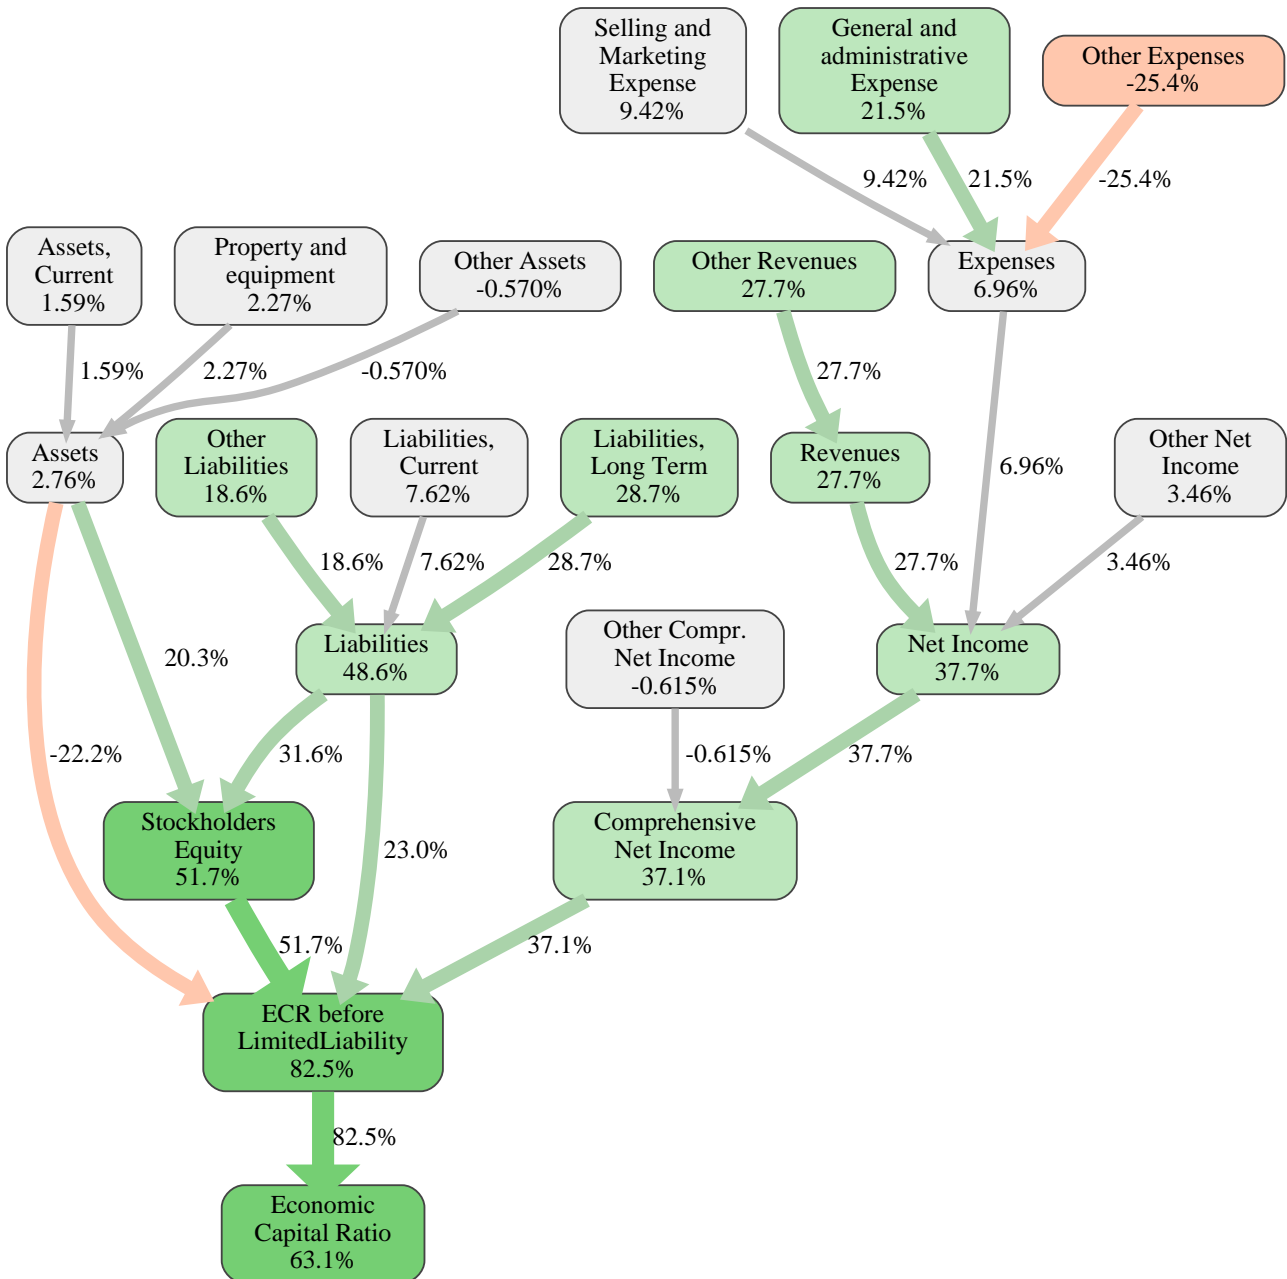 Selling and
Marketing
Expense
9.42%
General and
administrative
Expense
21.5%
Other Expenses
-25.4%
9.42%
21.5%
-25.4%
Assets,
Current
1.59%
Property and
equipment
2.27%
Other Assets
-0.570%
Other Revenues
27.7%
Expenses
6.96%
1.59%
2.27%
-0.570%
27.7%
Assets
2.76%
Other
Liabilities
18.6%
Liabilities,
Current
7.62%
Liabilities,
Long Term
28.7%
Revenues
27.7%
6.96%
Other Net
Income
3.46%
18.6%
7.62%
28.7%
27.7%
3.46%
20.3%
Liabilities
48.6%
Other Compr.
Net Income
-0.615%
Net Income
37.7%
-22.2%
31.6%
-0.615%
37.7%
Stockholders
Equity
51.7%
23.0%
Comprehensive
Net Income
37.1%
51.7%
37.1%
ECR before
LimitedLiability
82.5%
82.5%
Economic
Capital Ratio
63.1%